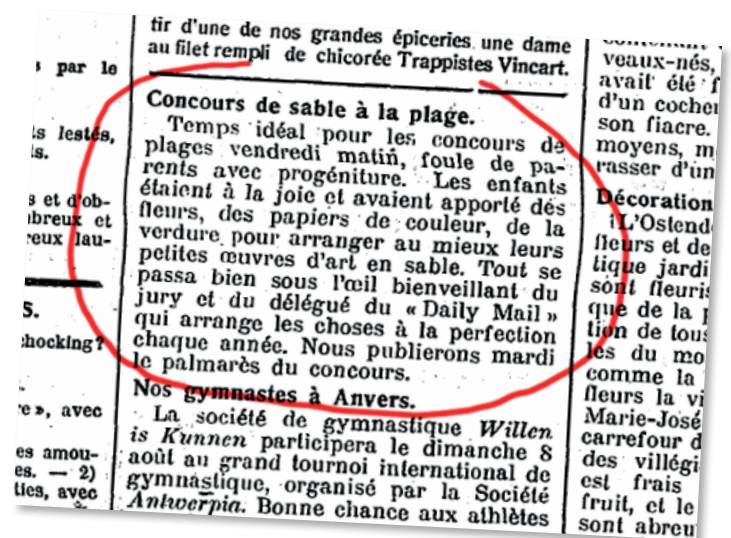 tir d'une de nos grandes épiceries une dame
au filet rempli de chicorée Trappistes Vincart.
Concours de sable à la plage.
Temps idéal pour les concours de
plages vendredi matin, foule de pa-
rents avec progéniture. Les enfants
étaient à la joie et avaient apporté des
fleurs, des papiers de couleur, de la
verdure pour arranger au mieux leurs
petites œuvres d'art en sable. Tout se
passa bien sous l'œil bienveillant du
jury et du délégué du « Daily Mail »
qui arrange les choses à la perfection
chaque année. Nous publierons mardi
le palmarès du concours.
Nos gymnastes à Anvers.
La société de gymnastique Willen
is Kunnen participera le dimanche 8
août au grand tournoi international de
gymnastique, organisé par la Société
Antwerpia. Bonne chance aux athlètes
par le
lestés,
s et d'ob-
breux et
reux lau-
S.
hocking ?
re », avec
es amou-
es. — 2)
ties, avec
veaux-nés,
avait été f
d'un cocher
son fiacre.
moyens, m
rasser d'un
Décoration
L'Ostend
fleurs et de
tique jardi
sont fleuris
que de la p
tion de tous
les du mo
comme la
fleurs la vi
Marie-José
carrefour d
des villégi
est frais
fruit, et le
sont abreu